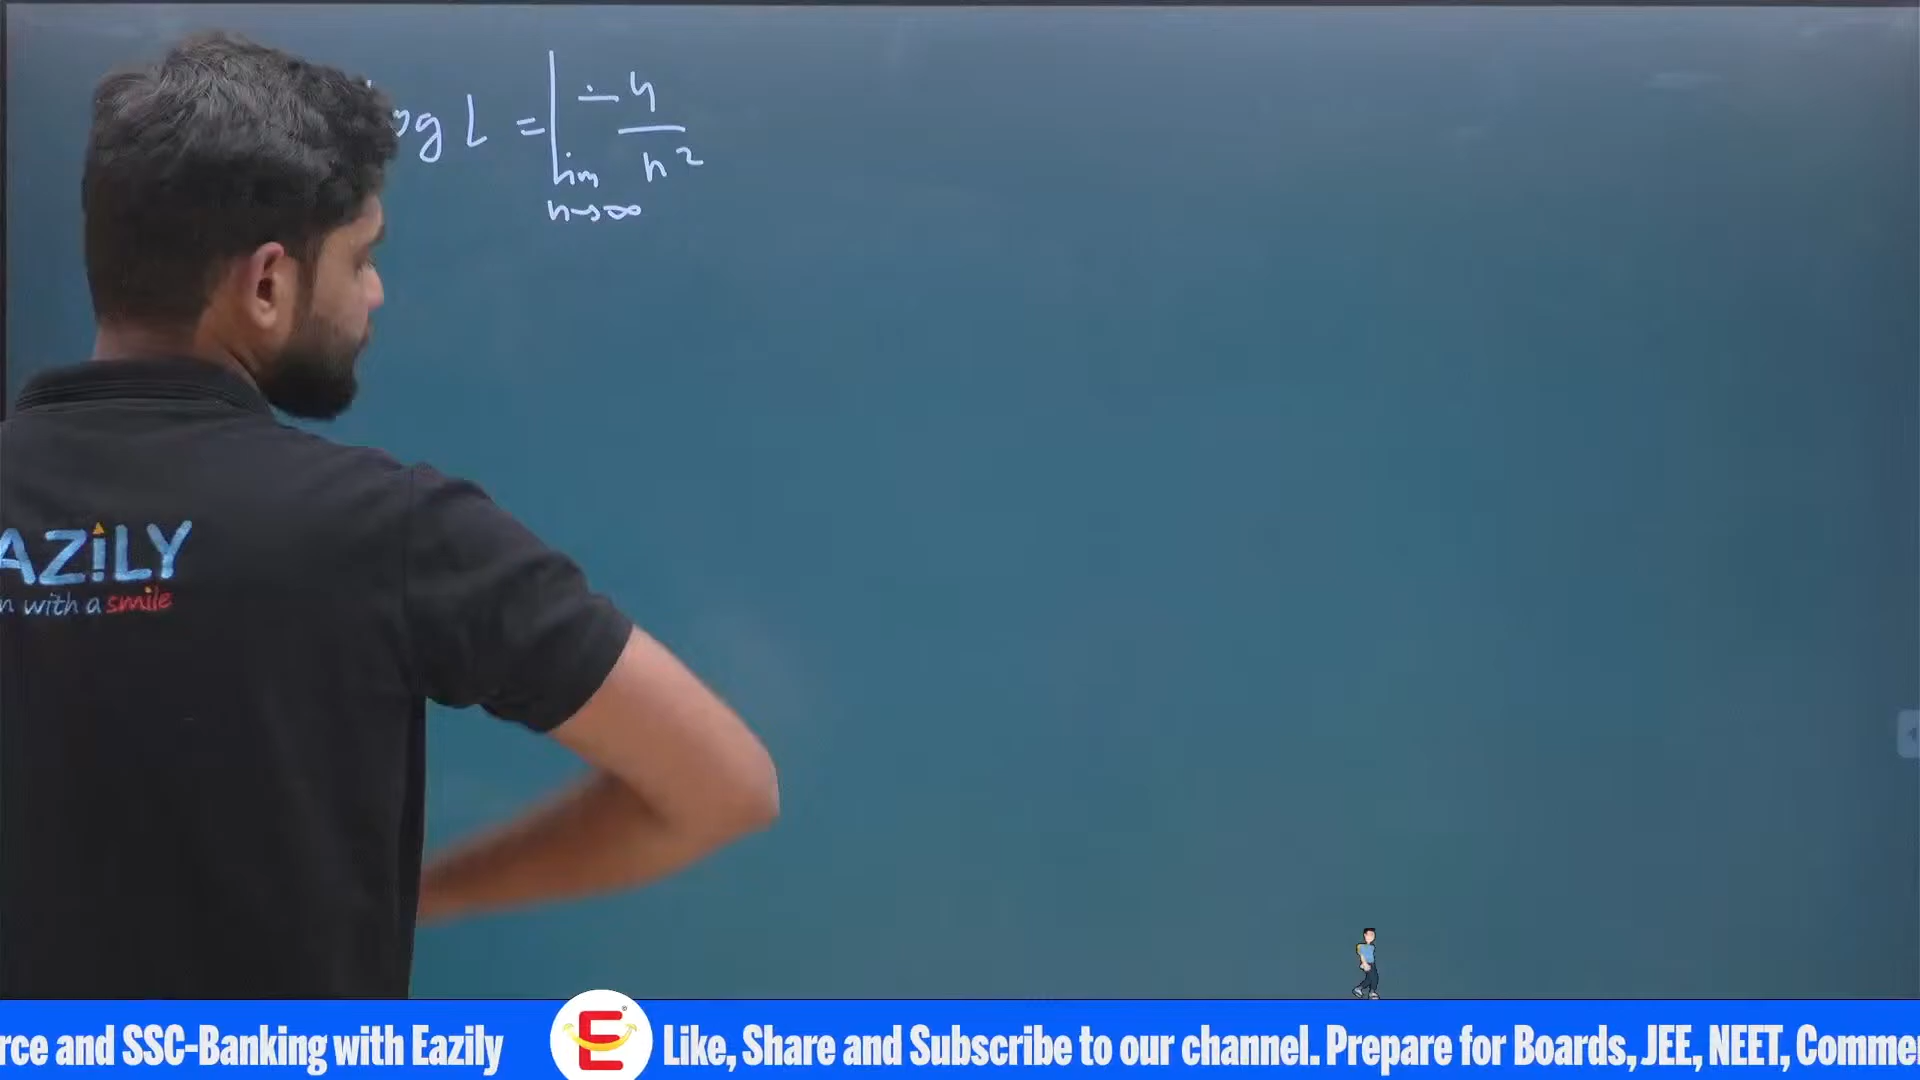 log L = lim n→∞ -n/n²
AZiLY
n with a smile
rce and SSC-Banking with Eazily
E
Like, Share and Subscribe to our channel. Prepare for Boards, JEE, NEET, Comme